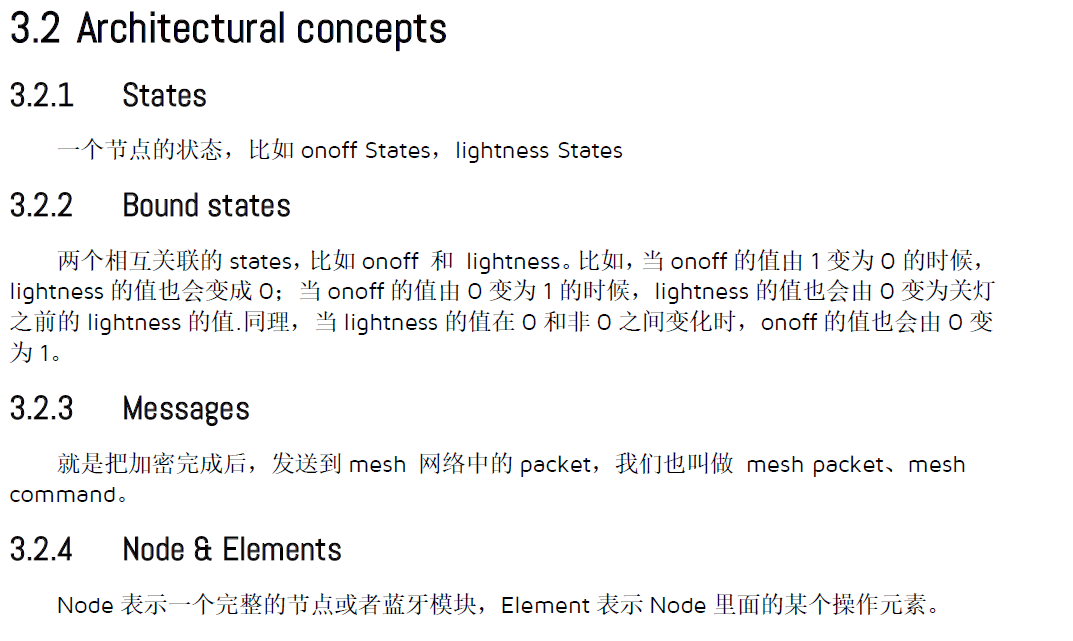 3.2 Architectural concepts
3.2.1 States
一个节点的状态，比如 onoff States，lightness States
3.2.2 Bound states
两个相互关联的 states，比如 onoff 和 lightness。比如，当 onoff 的值由 1 变为 0 的时候，
lightness 的值也会变成 0；当 onoff 的值由 0 变为 1 的时候，lightness 的值也会由 0 变为关灯
之前的 lightness 的值.同理，当 lightness 的值在 0 和非 0 之间变化时，onoff 的值也会由 0 变
为 1。
3.2.3 Messages
就是把加密完成后，发送到 mesh 网络中的 packet，我们也叫做 mesh packet、mesh
command。
3.2.4 Node & Elements
Node 表示一个完整的节点或者蓝牙模块，Element 表示 Node 里面的某个操作元素。